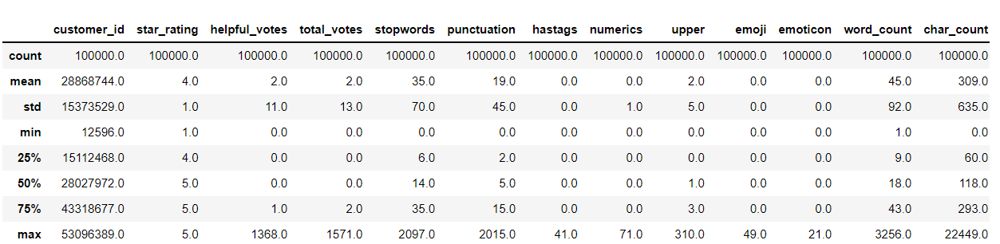 customer_id star_rating helpful_votes total_votes stopwords punctuation hastags numerics upper emoji emoticon word_count char_count
count 100000.0 100000.0 100000.0 100000.0 100000.0 100000.0 100000.0 100000.0 100000.0 100000.0 100000.0 100000.0 100000.0
mean 28868744.0 4.0 2.0 2.0 35.0 19.0 0.0 0.0 2.0 0.0 0.0 45.0 309.0
std 15373529.0 1.0 11.0 13.0 70.0 45.0 0.0 1.0 5.0 0.0 0.0 92.0 635.0
min 12596.0 1.0 0.0 0.0 0.0 0.0 0.0 0.0 0.0 0.0 0.0 1.0 0.0
25% 15112468.0 4.0 0.0 0.0 6.0 2.0 0.0 0.0 0.0 0.0 0.0 9.0 60.0
50% 28027972.0 5.0 0.0 0.0 14.0 5.0 0.0 0.0 1.0 0.0 0.0 18.0 118.0
75% 43318677.0 5.0 1.0 2.0 35.0 15.0 0.0 0.0 3.0 0.0 0.0 43.0 293.0
max 53096389.0 5.0 1368.0 1571.0 2097.0 2015.0 41.0 71.0 310.0 49.0 21.0 3256.0 22449.0